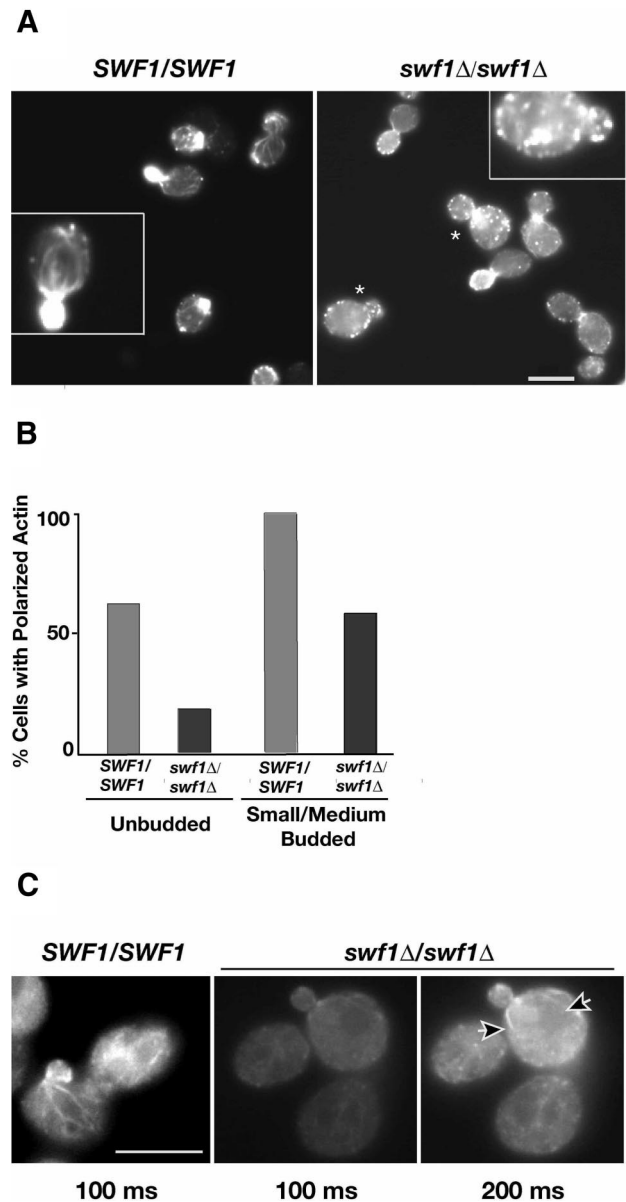 A
SWF1/SWF1 swf1Δ/swf1Δ
*
*
B
% Cells with Polarized Actin
100
50
0
SWF1/ swf1Δ/ SWF1/ swf1Δ/
SWF1 swf1Δ SWF1 swf1Δ
Unbudded Small/Medium
Budded
C
SWF1/SWF1 swf1Δ/swf1Δ
100 ms 100 ms 200 ms